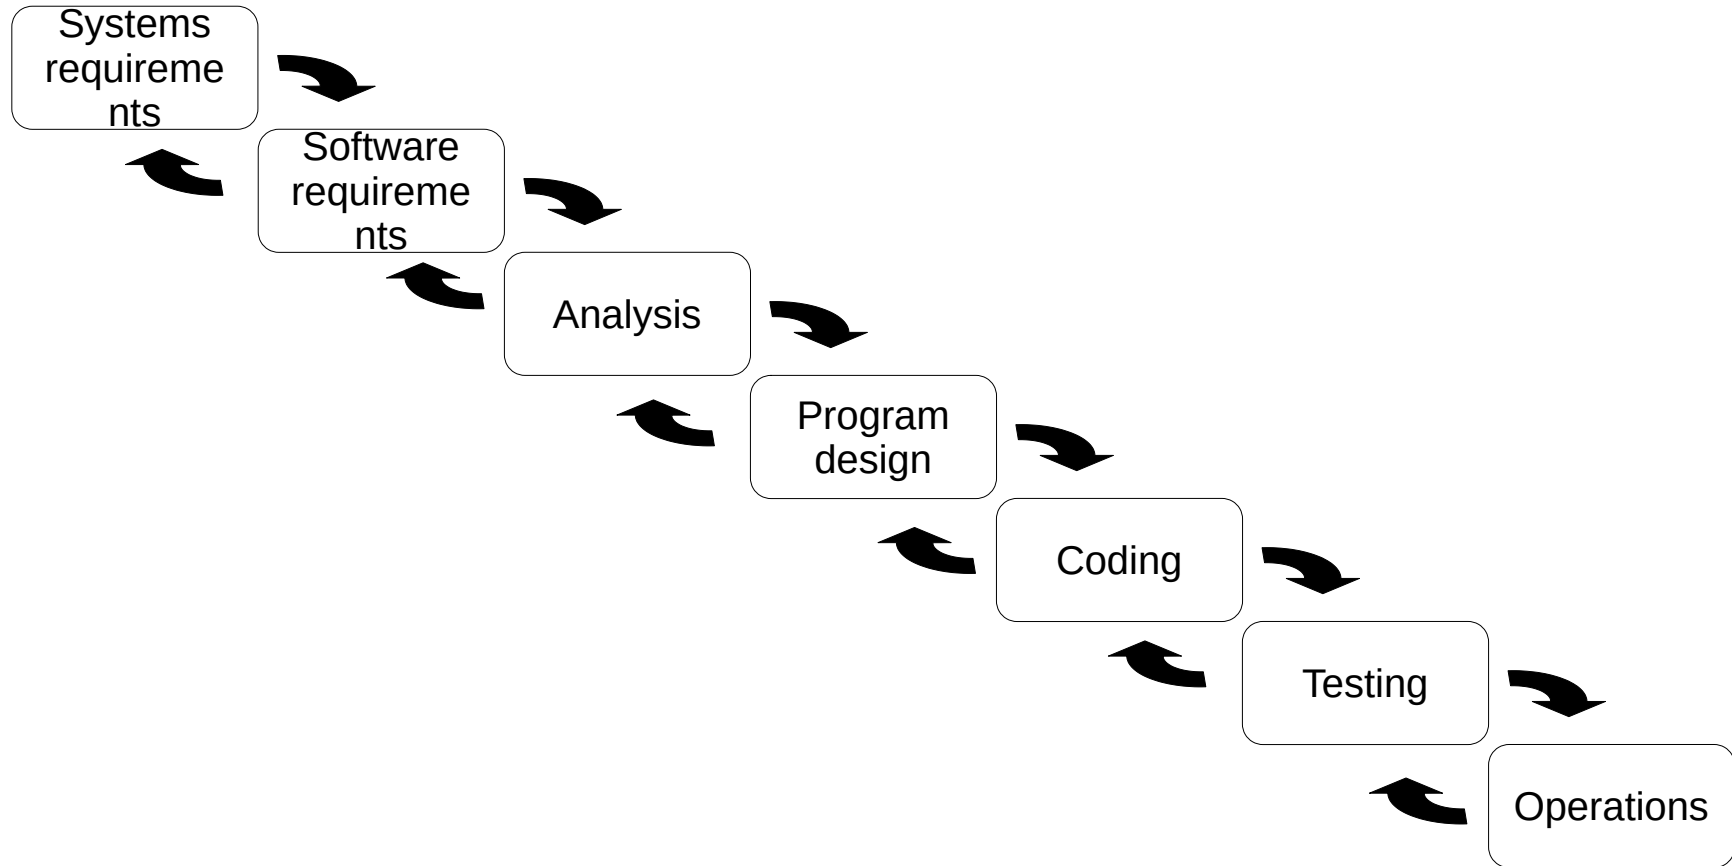 Systems
requireme
nts
Software
requireme
nts
Analysis
Program
design
Coding
Testing
Operations